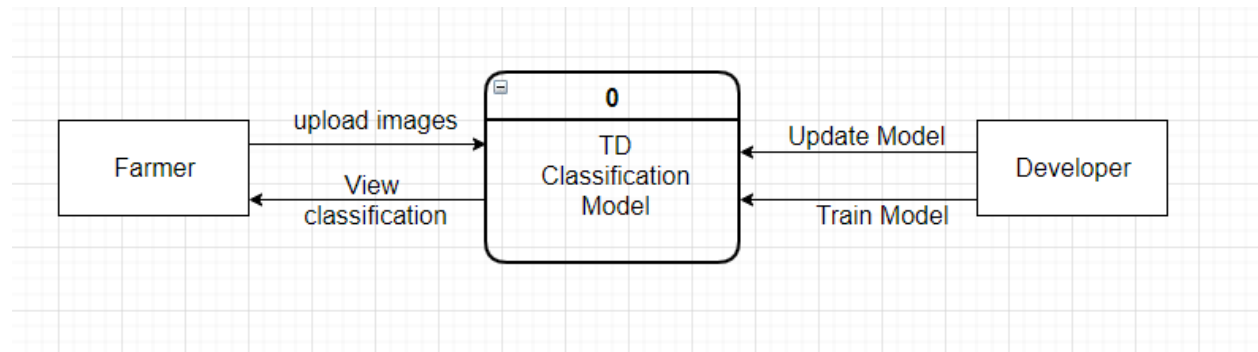 Farmer
upload images
View
classification
0
TD
Classification
Model
Update Model
Train Model
Developer